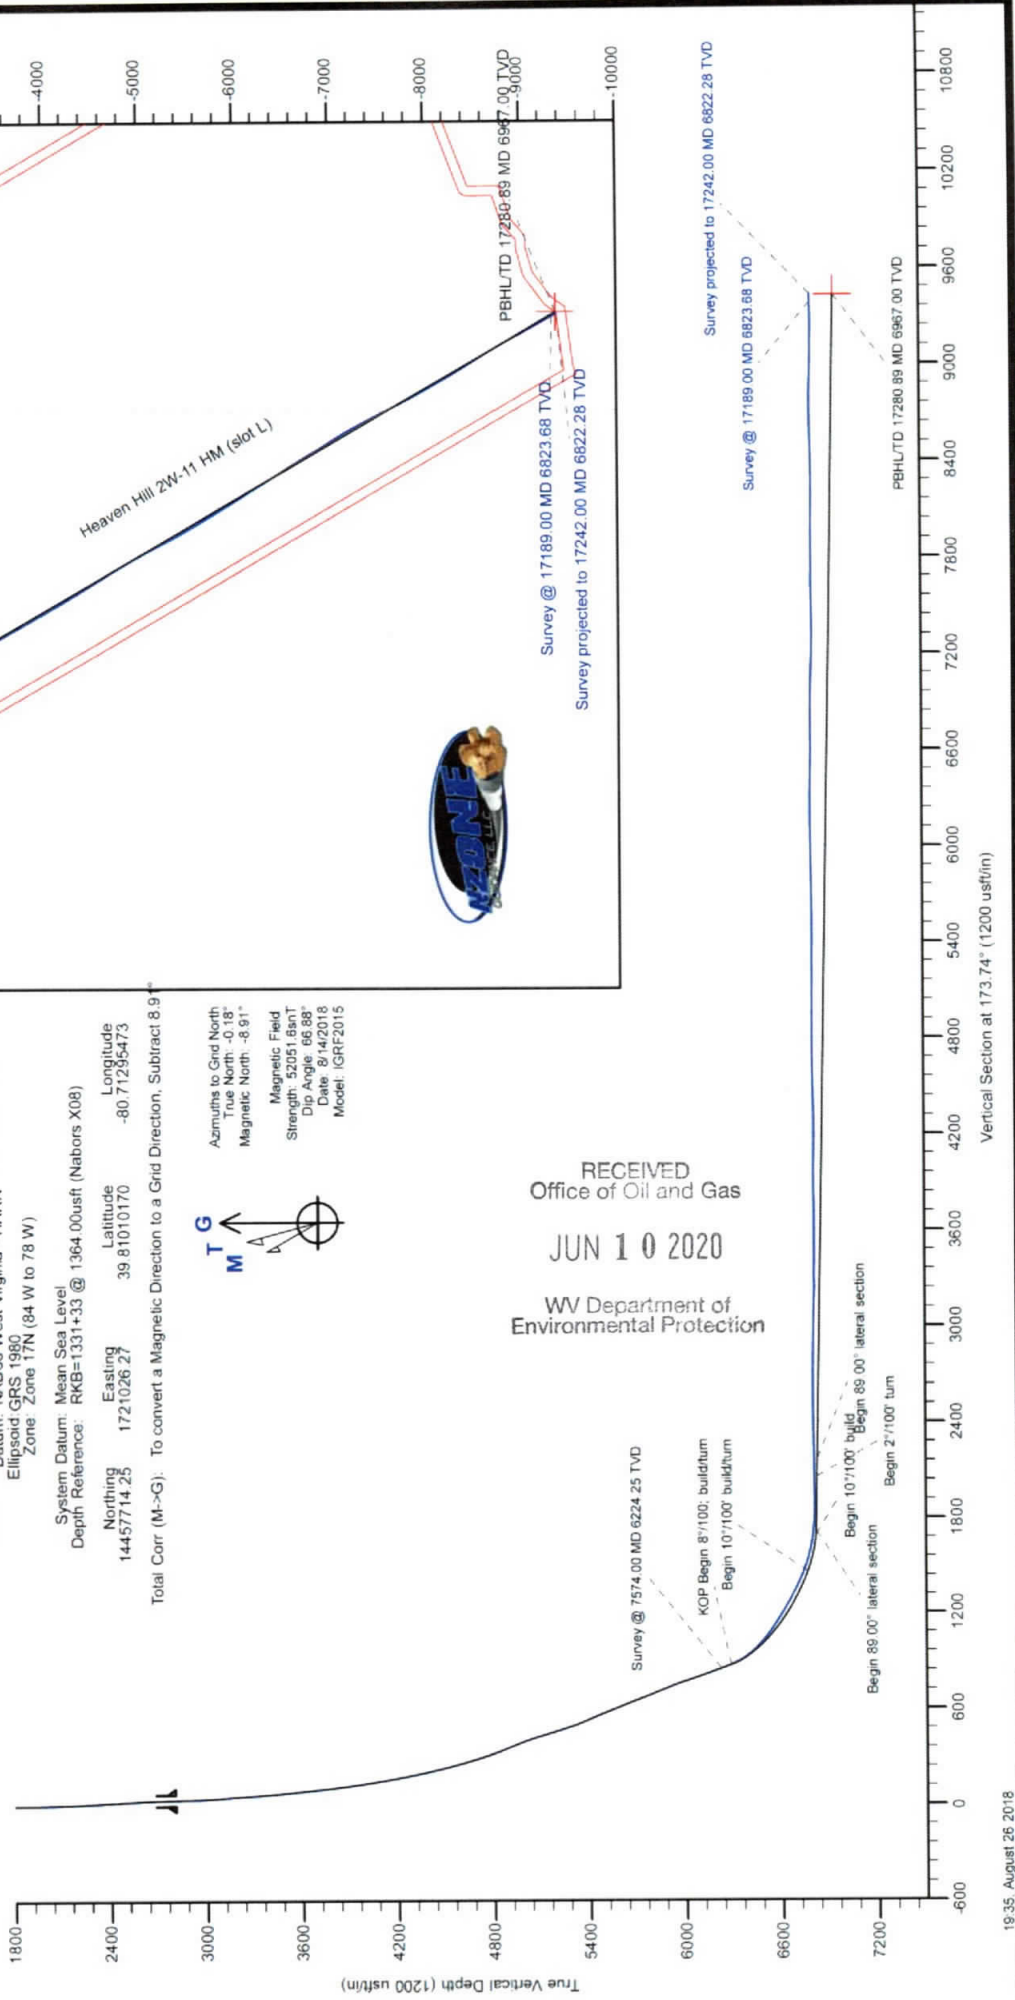 Ellipsoid: GRS 1980
Zone: Zone 17N (84 W to 78 W)
System Datum: Mean Sea Level
Depth Reference: RKB=1331+33 @ 1364.00usft (Nabors X08)
Northing Easting Latittude Longitude
14457714.25 1721026.27 39.81010170 -80.71295473
Total Corr (M->G): To convert a Magnetic Direction to a Grid Direction, Subtract 8.91°
M T G
Azimuths to Grid North
True North: -0.18°
Magnetic North: -8.91°
Magnetic Field
Strength: 52051.6snT
Dip Angle: 66.88°
Date: 8/14/2018
Model: IGRF2015
Heaven Hill 2W-11 HM (slot L)
PBHL/TD 17280.89 MD 6967.00 TVD
Survey @ 17189.00 MD 6823.68 TVD
Survey projected to 17242.00 MD 6822.28 TVD
-4000
-5000
-6000
-7000
-8000
-9000
-10000
NZONE
RECEIVED
Office of Oil and Gas
JUN 10 2020
WV Department of
Environmental Protection
True Vertical Depth (1200 usft/in)
1800
2400
3000
3600
4200
4800
5400
6000
6600
7200
Survey @ 7574.00 MD 6224.25 TVD
KOP Begin 8°/100; build/turn
Begin 10°/100' build/turn
Begin 89.00° lateral section
Begin 10°/100' build
Begin 89.00° lateral section
Begin 2°/100' turn
Survey projected to 17242.00 MD 6822.28 TVD
Survey @ 17189.00 MD 6823.68 TVD
PBHL/TD 17280.89 MD 6967.00 TVD
-600 0 600 1200 1800 2400 3000 3600 4200 4800 5400 6000 6600 7200 7800 8400 9000 9600 10200 10800
Vertical Section at 173.74° (1200 usft/in)
19:35, August 26 2018